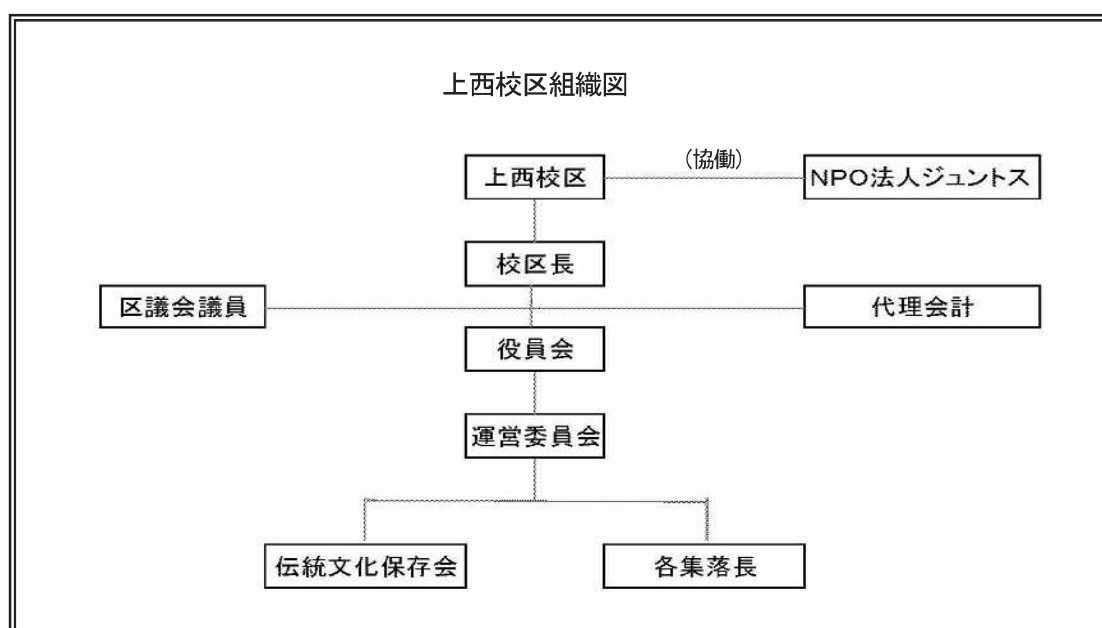 上西校区組織図
上西校区
(協働)
NPO法人ジュントス
校区長
区議会議員
代理会計
役員会
運営委員会
伝統文化保存会
各集落長